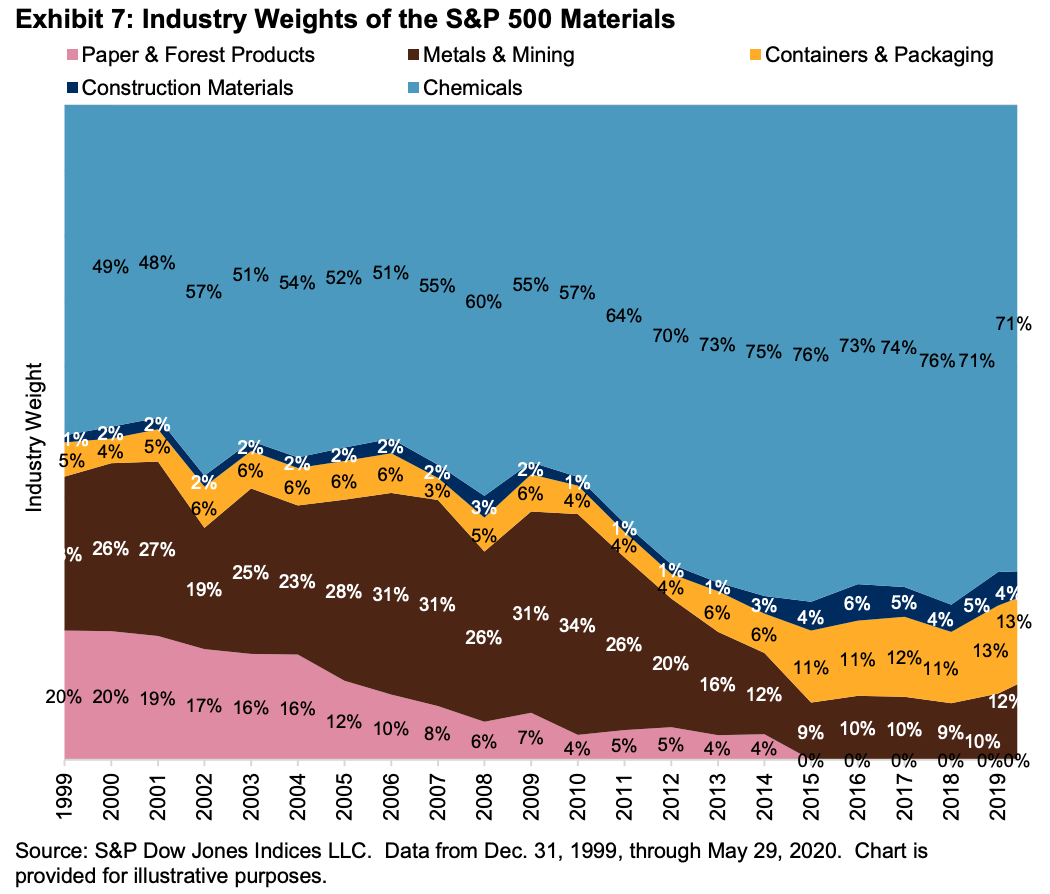 Exhibit 7: Industry Weights of the S&P 500 Materials
Paper & Forest Products Metals & Mining Containers & Packaging
Construction Materials Chemicals
Industry Weight
49% 48% 57% 51% 54% 52% 51% 55% 60% 55% 57% 64% 70% 73% 75% 76% 73% 74% 76% 71% 71%
1% 2% 2% 2% 2% 2% 2% 2% 2% 3% 2% 1% 1% 1% 1% 3% 4% 6% 5% 4% 5% 4%
5% 4% 5% 6% 6% 6% 6% 6% 3% 5% 6% 4% 4% 4% 6% 6% 11% 11% 12% 11% 13% 13%
26% 27% 19% 25% 23% 28% 31% 31% 26% 31% 34% 26% 20% 16% 12% 9% 10% 10% 9% 10% 12%
20% 20% 19% 17% 16% 16% 12% 10% 8% 6% 7% 4% 5% 5% 4% 4% 0% 0% 0% 0% 0% 0%
1999 2000 2001 2002 2003 2004 2005 2006 2007 2008 2009 2010 2011 2012 2013 2014 2015 2016 2017 2018 2019
Source: S&P Dow Jones Indices LLC. Data from Dec. 31, 1999, through May 29, 2020. Chart is
provided for illustrative purposes.